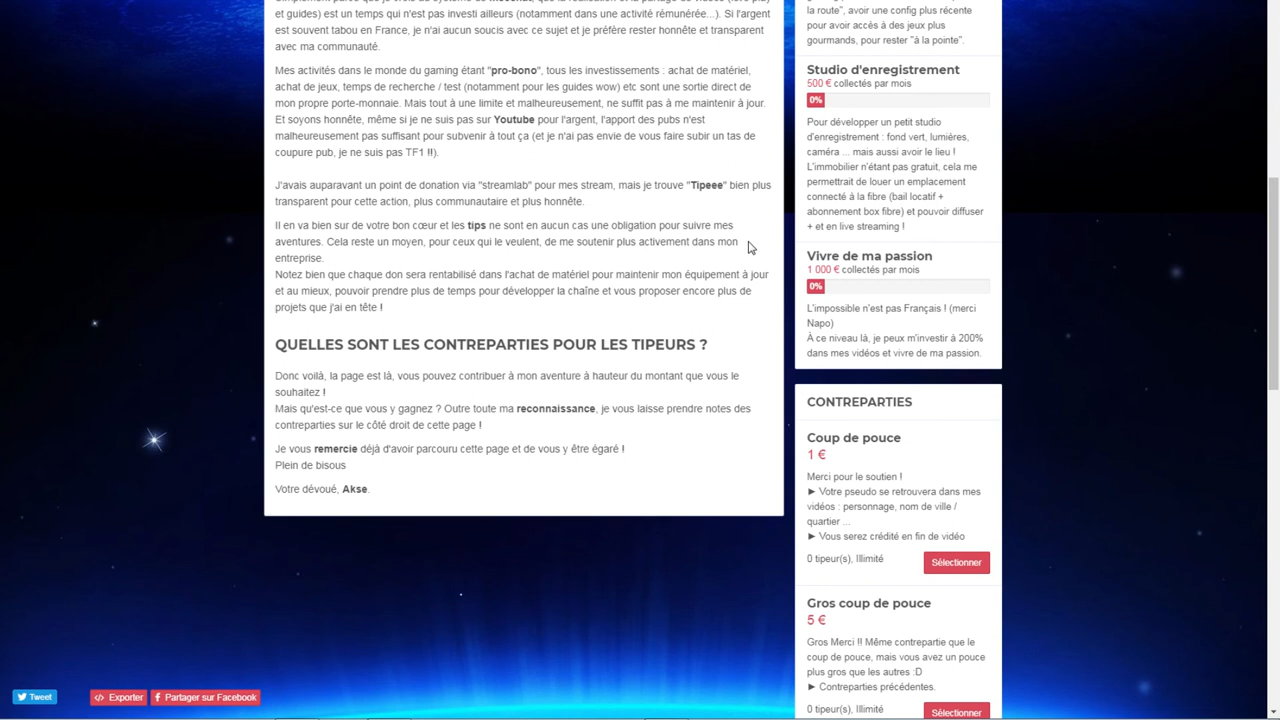 et guides) est un temps qui n'est pas investi ailleurs (notamment dans une activité rémunérée...). Si l'argent
est souvent tabou en France, je n'ai aucun soucis avec ce sujet et je préfère rester honnête et transparent
avec ma communauté.
Mes activités dans le monde du gaming étant "pro-bono", tous les investissements : achat de matériel,
achat de jeux, temps de recherche / test (notamment pour les guides wow) etc sont une sortie direct de
mon propre porte-monnaie. Mais tout à une limite et malheureusement, ne suffit pas à me maintenir à jour.
Et soyons honnête, même si je ne suis pas sur Youtube pour l'argent, l'apport des pubs n'est
malheureusement pas suffisant pour subvenir à tout ça (et je n'ai pas envie de vous faire subir un tas de
coupure pub, je ne suis pas TF1 !!).
J'avais auparavant un point de donation via "streamlab" pour mes stream, mais je trouve "Tipeee" bien plus
transparent pour cette action, plus communautaire et plus honnête.
Il en va bien sur de votre bon cœur et les tips ne sont en aucun cas une obligation pour suivre mes
aventures. Cela reste un moyen, pour ceux qui le veulent, de me soutenir plus activement dans mon
entreprise.
Notez bien que chaque don sera rentabilisé dans l'achat de matériel pour maintenir mon équipement à jour
et au mieux, pouvoir prendre plus de temps pour développer la chaîne et vous proposer encore plus de
projets que j'ai en tête !
QUELLES SONT LES CONTREPARTIES POUR LES TIPEURS ?
Donc voilà, la page est là, vous pouvez contribuer à mon aventure à hauteur du montant que vous le
souhaitez !
Mais qu'est-ce que vous y gagnez ? Outre toute ma reconnaissance, je vous laisse prendre notes des
contreparties sur le côté droit de cette page !
Je vous remercie déjà d'avoir parcouru cette page et de vous y être égaré !
Plein de bisous
Votre dévoué, Akse.
la route", avoir une config plus récente
pour avoir accès à des jeux plus
gourmands, pour rester "à la pointe".
Studio d'enregistrement
500 € collectés par mois
0%
Pour développer un petit studio
d'enregistrement : fond vert, lumières,
caméra ... mais aussi avoir le lieu !
L'immobilier n'étant pas gratuit, cela me
permettrait de louer un emplacement
connecté à la fibre (bail locatif +
abonnement box fibre) et pouvoir diffuser
+ et en live streaming !
Vivre de ma passion
1 000 € collectés par mois
0%
L'impossible n'est pas Français ! (merci
Napo)
À ce niveau là, je peux m'investir à 200%
dans mes vidéos et vivre de ma passion.
CONTREPARTIES
Coup de pouce
1 €
Merci pour le soutien !
► Votre pseudo se retrouvera dans mes
vidéos : personnage, nom de ville /
quartier ...
► Vous serez crédité en fin de vidéo
0 tipeur(s), Illimité
Sélectionner
Gros coup de pouce
5 €
Gros Merci !! Même contrepartie que le
coup de pouce, mais vous avez un pouce
plus gros que les autres :D
► Contreparties précédentes.
0 tipeur(s), Illimité
Sélectionner
Tweet
</> Exporter
Partager sur Facebook